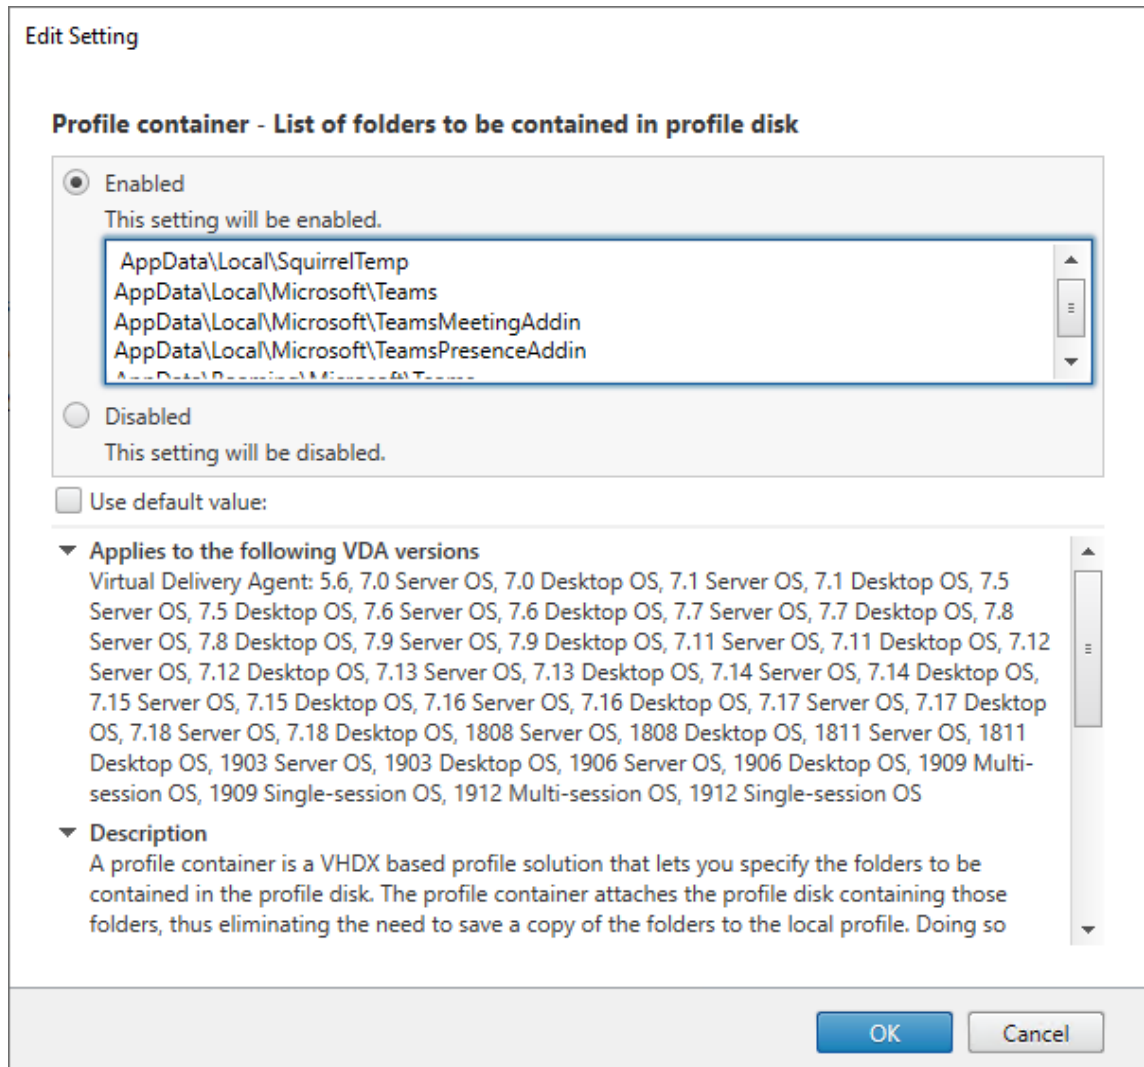 Edit Setting
Profile container - List of folders to be contained in profile disk
Enabled
This setting will be enabled.
AppData\Local\SquirrelTemp
AppData\Local\Microsoft\Teams
AppData\Local\Microsoft\TeamsMeetingAddin
AppData\Local\Microsoft\TeamsPresenceAddin
AppData\Roaming\Microsoft\Teams
Disabled
This setting will be disabled.
Use default value:
Applies to the following VDA versions
Virtual Delivery Agent: 5.6, 7.0 Server OS, 7.0 Desktop OS, 7.1 Server OS, 7.1 Desktop OS, 7.5
Server OS, 7.5 Desktop OS, 7.6 Server OS, 7.6 Desktop OS, 7.7 Server OS, 7.7 Desktop OS, 7.8
Server OS, 7.8 Desktop OS, 7.9 Server OS, 7.9 Desktop OS, 7.11 Server OS, 7.11 Desktop OS, 7.12
Server OS, 7.12 Desktop OS, 7.13 Server OS, 7.13 Desktop OS, 7.14 Server OS, 7.14 Desktop OS,
7.15 Server OS, 7.15 Desktop OS, 7.16 Server OS, 7.16 Desktop OS, 7.17 Server OS, 7.17 Desktop
OS, 7.18 Server OS, 7.18 Desktop OS, 1808 Server OS, 1808 Desktop OS, 1811 Server OS, 1811
Desktop OS, 1903 Server OS, 1903 Desktop OS, 1906 Server OS, 1906 Desktop OS, 1909 Multi-
session OS, 1909 Single-session OS, 1912 Multi-session OS, 1912 Single-session OS
Description
A profile container is a VHDX based profile solution that lets you specify the folders to be
contained in the profile disk. The profile container attaches the profile disk containing those
folders, thus eliminating the need to save a copy of the folders to the local profile. Doing so
OK
Cancel